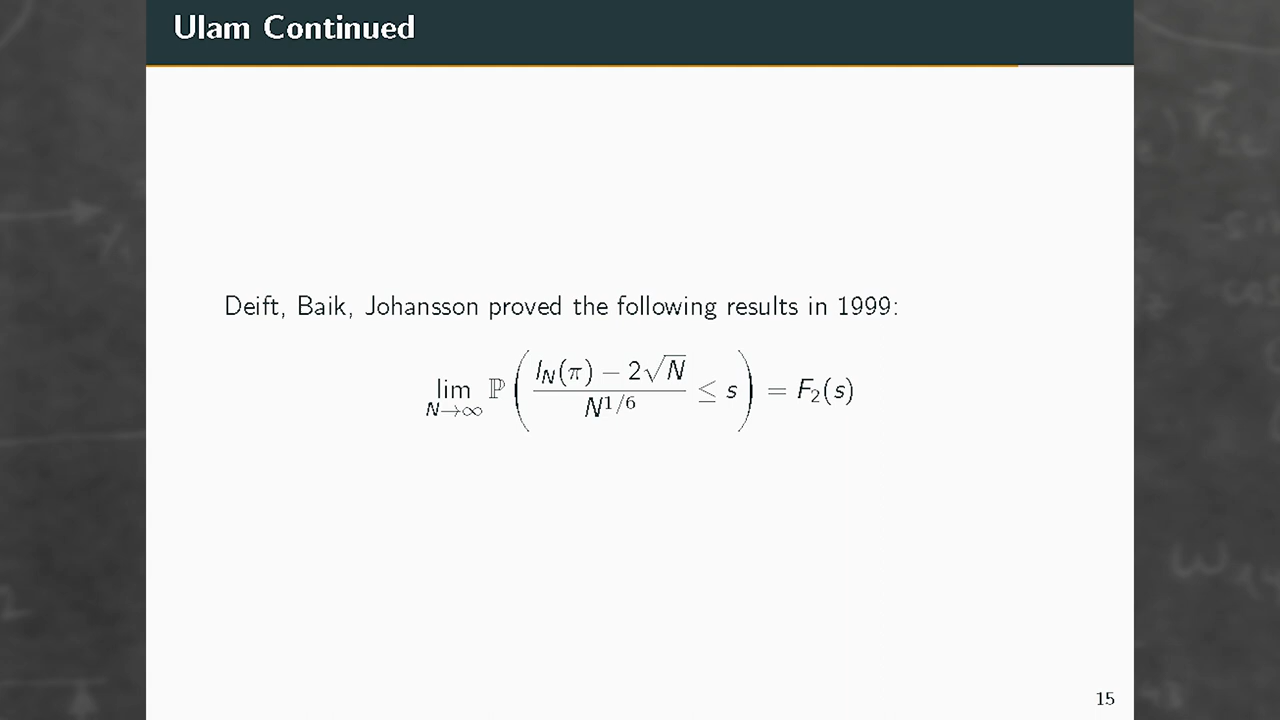 Ulam Continued
Deift, Baik, Johansson proved the following results in 1999:
lim_{N→∞} ℙ( (l_N(π) − 2√N) / N^{1/6} ≤ s ) = F_2(s)
15